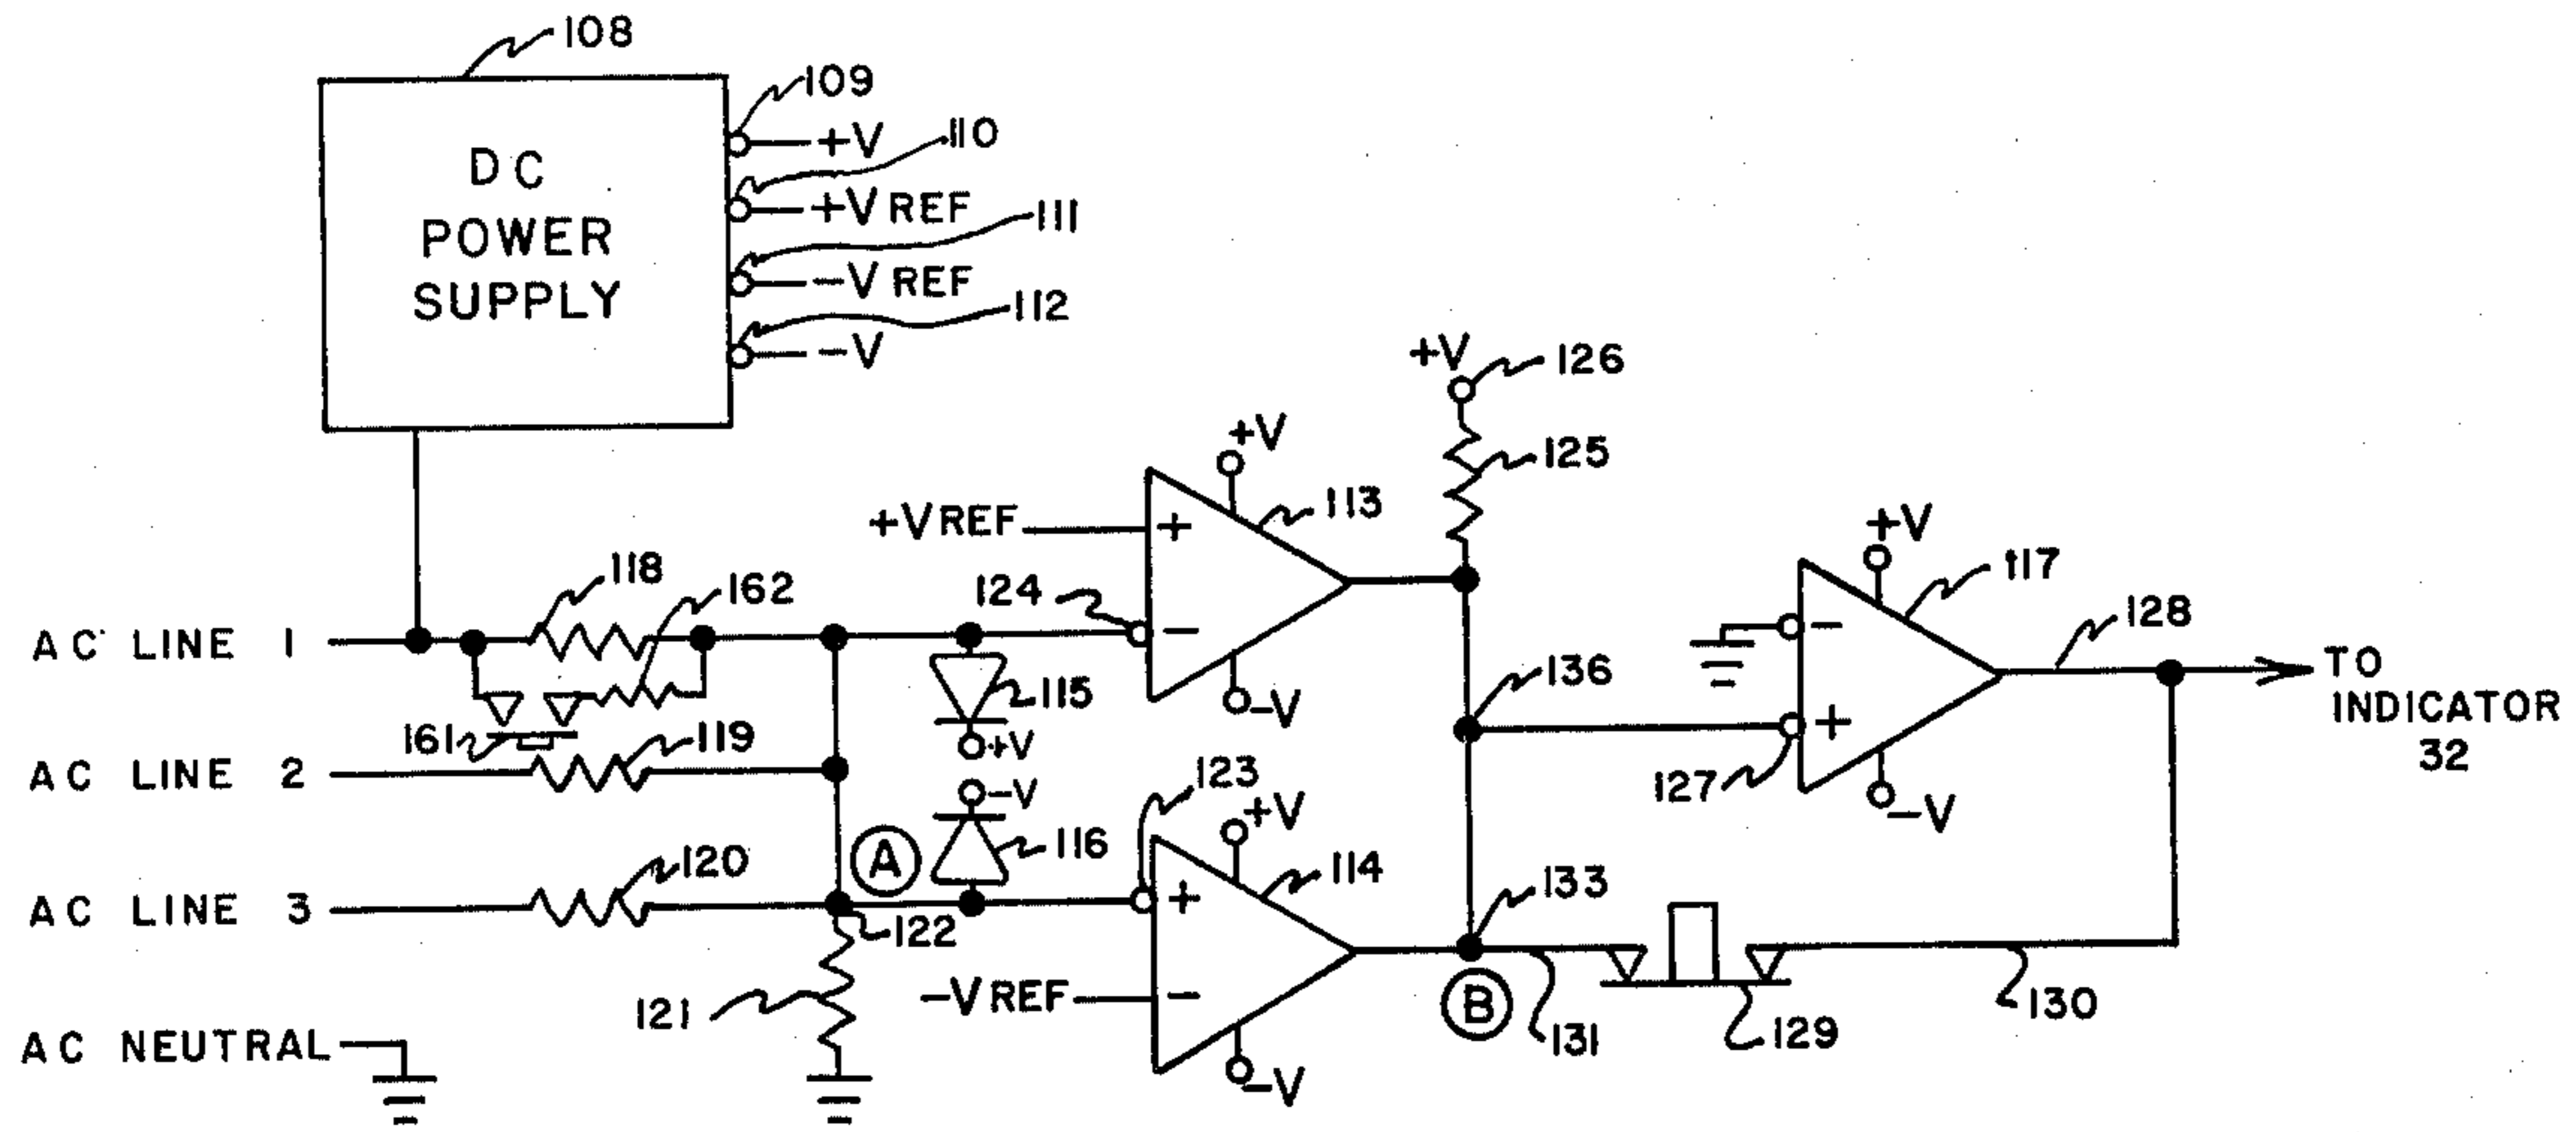 108
109
DC
POWER
SUPPLY
+V
110
+V REF
111
-V REF
112
-V
+V
126
125
+V
113
+VREF
+
124
-
-V
118
162
AC LINE 1
161
115
+V
-V
116
119
AC LINE 2
120
AC LINE 3
A
122
121
AC NEUTRAL
123
+V
114
+
-VREF
-
-V
136
+V
117
-
+
127
-V
128
TO
INDICATOR
32
133
B
131
129
130